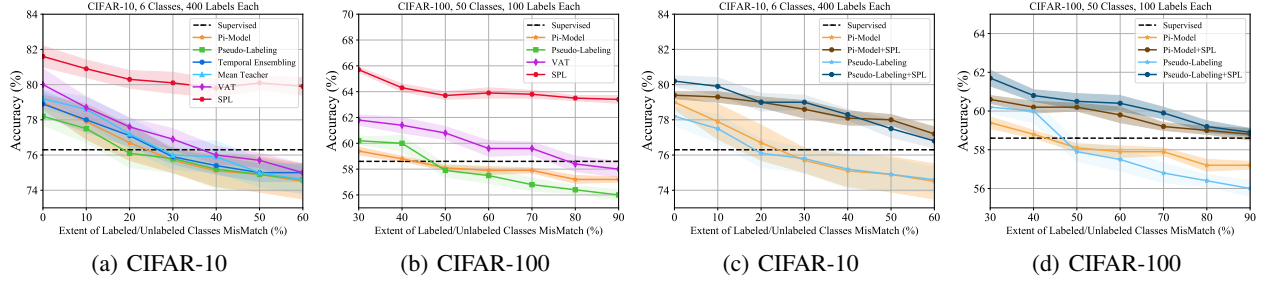 CIFAR-10, 6 Classes, 400 Labels Each
84
82
80
78
76
74
Accuracy (%)
Supervised
Pi-Model
Pseudo-Labeling
Temporal Ensembling
Mean Teacher
VAT
SPL
0 10 20 30 40 50 60
Extent of Labeled/Unlabeled Classes MisMatch (%)
(a) CIFAR-10
CIFAR-100, 50 Classes, 100 Labels Each
70
68
66
64
62
60
58
56
Accuracy (%)
Supervised
Pi-Model
Pseudo-Labeling
VAT
SPL
30 40 50 60 70 80 90
Extent of Labeled/Unlabeled Classes MisMatch (%)
(b) CIFAR-100
CIFAR-10, 6 Classes, 400 Labels Each
84
82
80
78
76
74
Accuracy (%)
Supervised
Pi-Model
Pi-Model+SPL
Pseudo-Labeling
Pseudo-Labeling+SPL
0 10 20 30 40 50 60
Extent of Labeled/Unlabeled Classes MisMatch (%)
(c) CIFAR-10
CIFAR-100, 50 Classes, 100 Labels Each
64
62
60
58
56
Accuracy (%)
Supervised
Pi-Model
Pi-Model+SPL
Pseudo-Labeling
Pseudo-Labeling+SPL
30 40 50 60 70 80 90
Extent of Labeled/Unlabeled Classes MisMatch (%)
(d) CIFAR-100